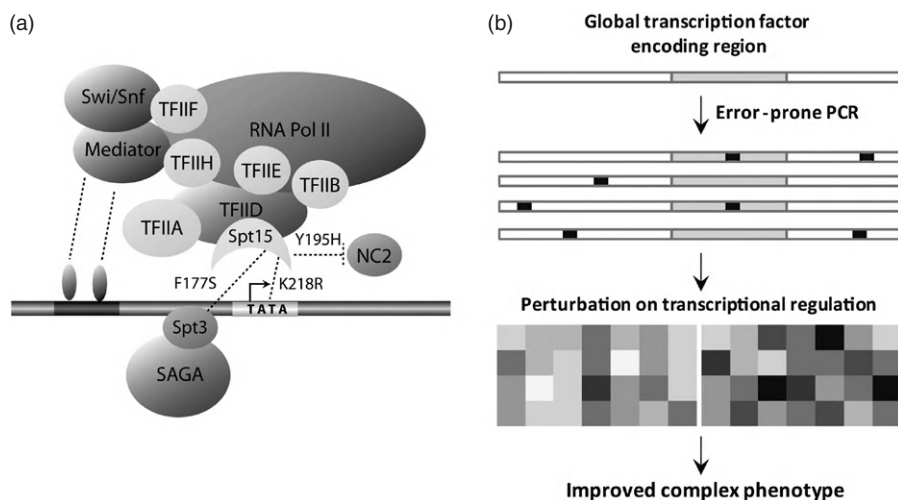 (a)
Swi/Snf
TFIIF
RNA Pol II
Mediator
TFIIH
TFIIE
TFIIB
TFIID
TFIIA
Spt15
Y195H
NC2
F177S
K218R
TATA
Spt3
SAGA
(b)
Global transcription factor
encoding region
Error-prone PCR
Perturbation on transcriptional regulation
Improved complex phenotype